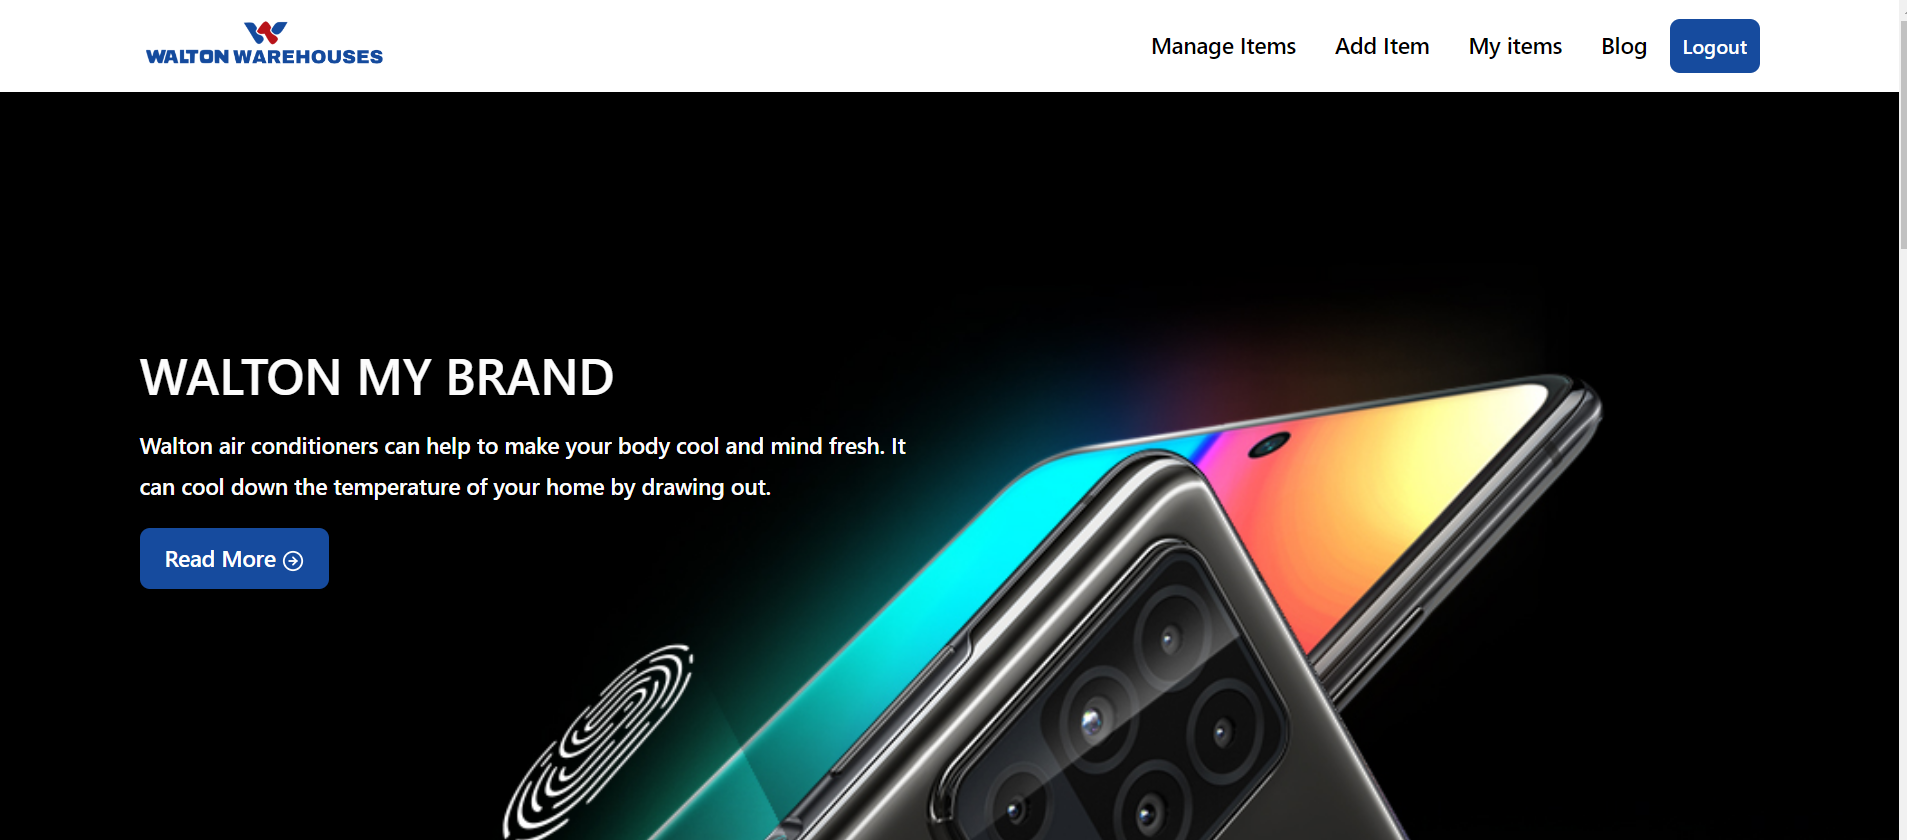 WALTON WAREHOUSES
Manage Items
Add Item
My items
Blog
Logout
WALTON MY BRAND
Walton air conditioners can help to make your body cool and mind fresh. It
can cool down the temperature of your home by drawing out.
Read More